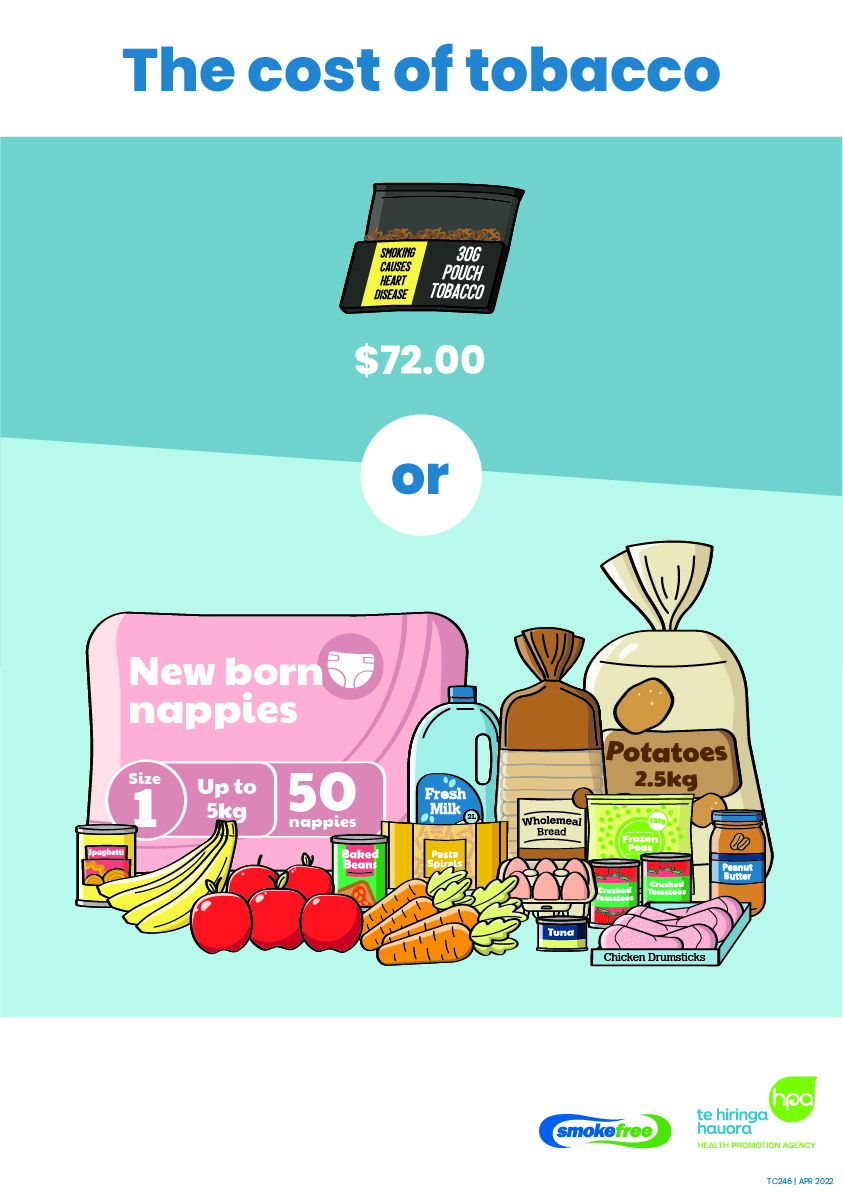 The cost of tobacco
SMOKING
CAUSES
HEART
DISEASE
30G
POUCH
TOBACCO
$72.00
or
New born
nappies
Size
1
Up to
5kg
50
nappies
Fresh
Milk
2L
Wholemeal
Bread
Potatoes
2.5kg
Spaghetti
Baked
Beans
Pasta
Spirals
Frozen
Peas
Crushed
Tomatoes
Crushed
Tomatoes
Peanut
Butter
Tuna
Chicken Drumsticks
smokefree
hpa
te hiringa
hauora
HEALTH PROMOTION AGENCY
TC246 | APR 2022